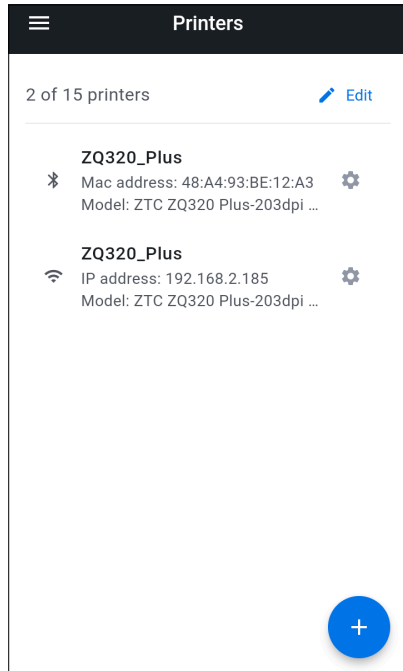 Printers
2 of 15 printers
Edit
ZQ320_Plus
Mac address: 48:A4:93:BE:12:A3
Model: ZTC ZQ320 Plus-203dpi ...
ZQ320_Plus
IP address: 192.168.2.185
Model: ZTC ZQ320 Plus-203dpi ...